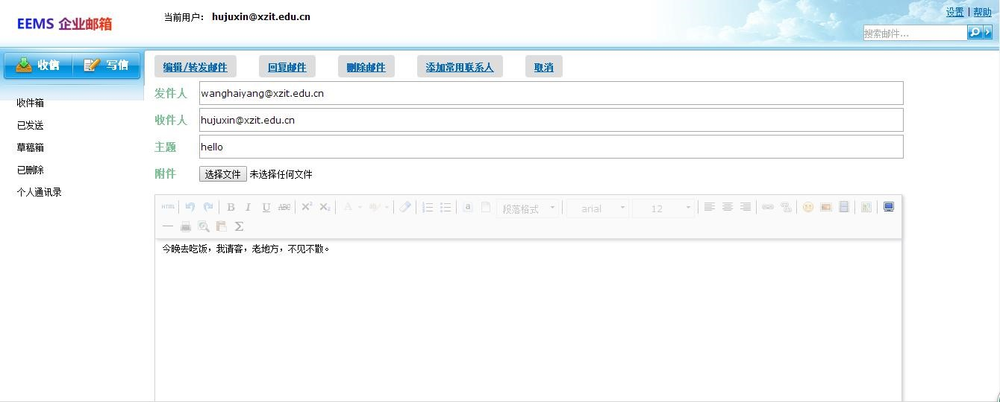 EEMS 企业邮箱
当前用户： hujuxin@xzit.edu.cn
设置 | 帮助
搜索邮件...
收信 写信
收件箱
已发送
草稿箱
已删除
个人通讯录
编辑/转发邮件 回复邮件 删除邮件 添加常用联系人 取消
发件人 wanghaiyang@xzit.edu.cn
收件人 hujuxin@xzit.edu.cn
主题 hello
附件 选择文件 未选择任何文件
HTML B I U ABC X² X₂ A ab a 段落格式 arial 12
Σ
今晚去吃饭，我请客，老地方，不见不散。